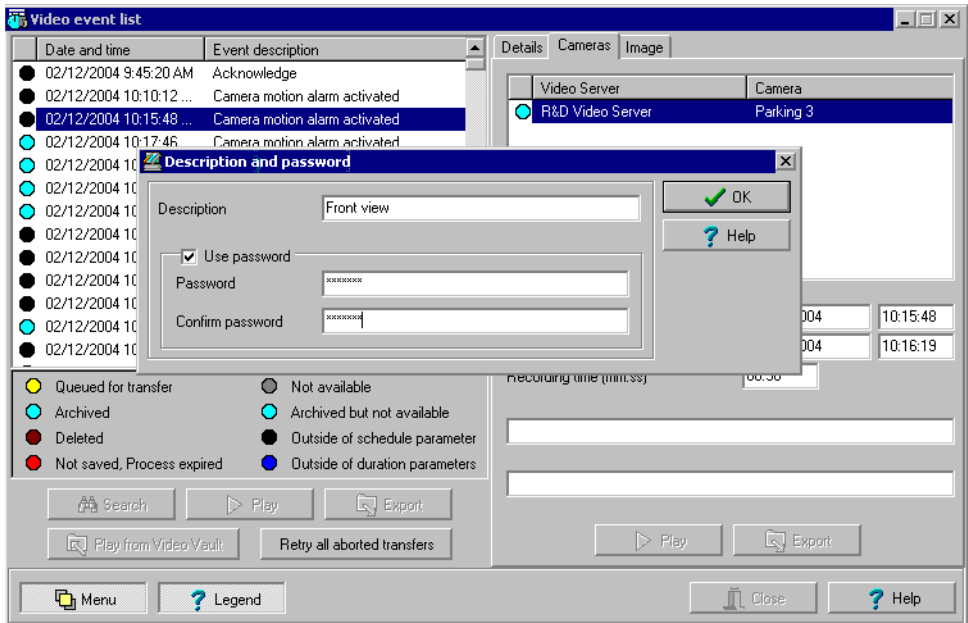 Video event list
Date and time Event description
02/12/2004 9:45:20 AM Acknowledge
02/12/2004 10:10:12 ... Camera motion alarm activated
02/12/2004 10:15:48 ... Camera motion alarm activated
02/12/2004 10:17:46 Camera motion alarm activated
02/12/2004 10
02/12/2004 10
02/12/2004 10
02/12/2004 10
02/12/2004 10
02/12/2004 10
02/12/2004 10
02/12/2004 10
02/12/2004 10
Details Cameras Image
Video Server Camera
R&D Video Server Parking 3
Description and password
Description Front view
Use password
Password xxxxxxx
Confirm password xxxxxxx
OK
Help
004 10:15:48
004 10:16:19
Recording time (mm:ss)
Queued for transfer Not available
Archived Archived but not available
Deleted Outside of schedule parameter
Not saved, Process expired Outside of duration parameters
Search Play Export
Play from Video Vault Retry all aborted transfers
Play Export
Menu Legend Close Help